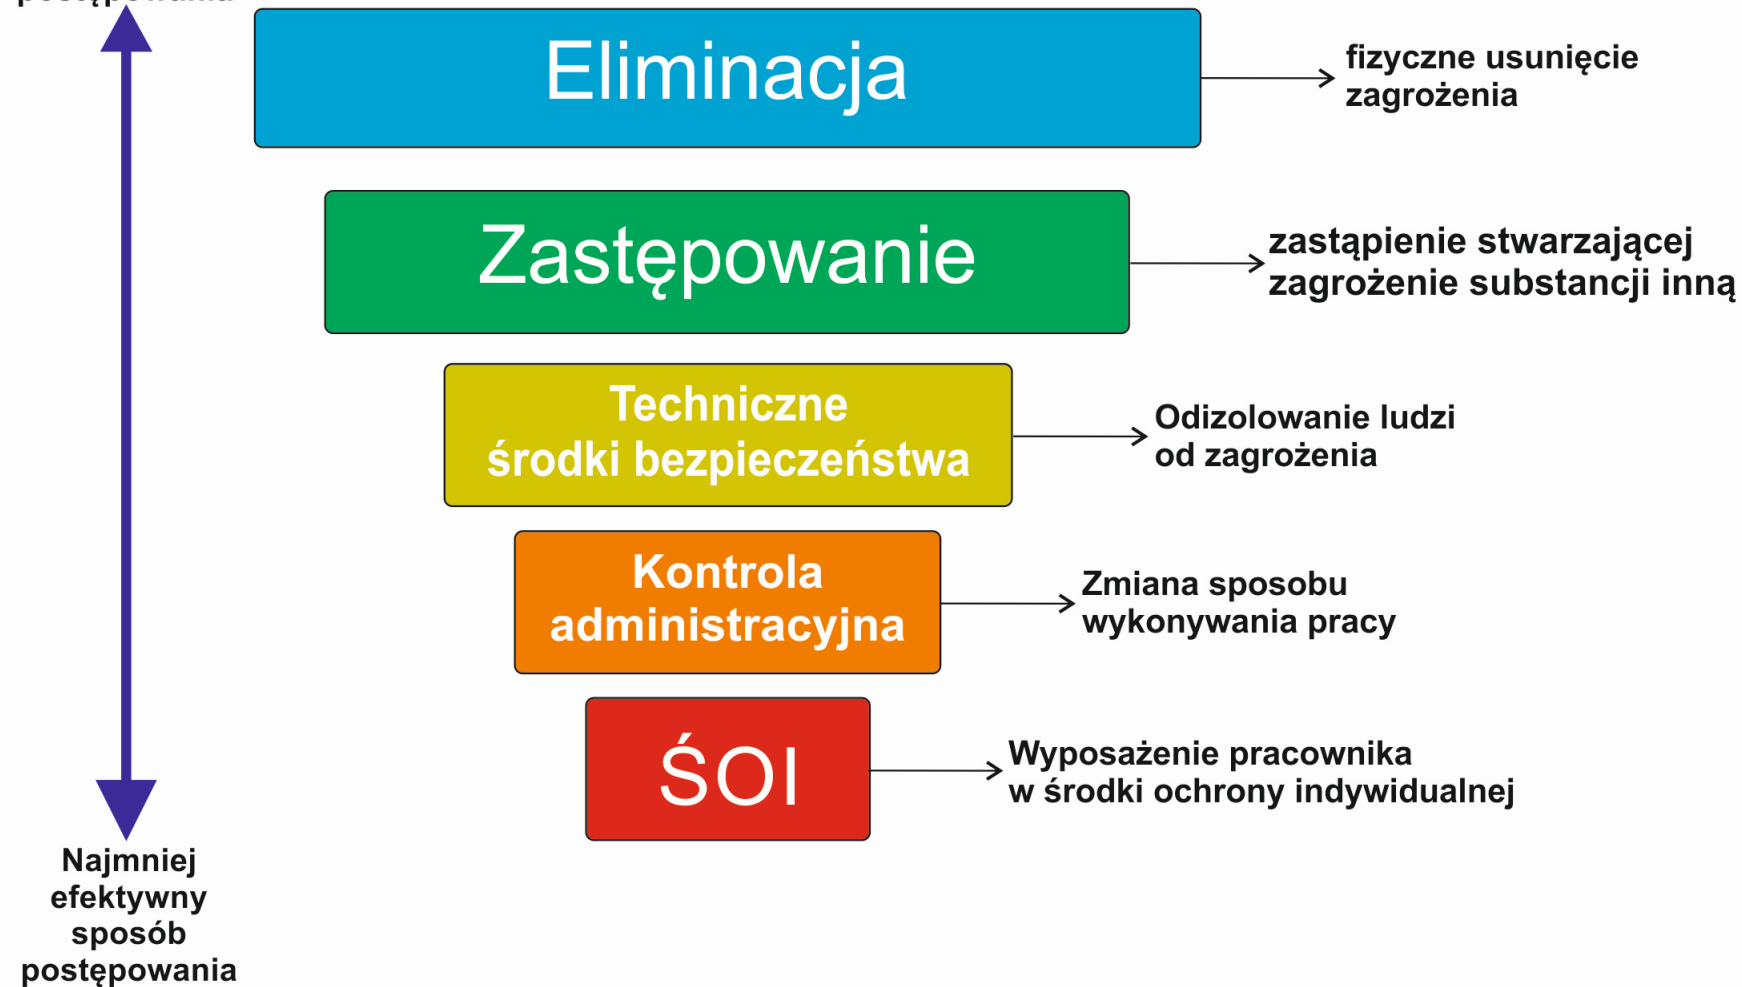 postępowania
Eliminacja
fizyczne usunięcie
zagrożenia
Zastępowanie
zastąpienie stwarzającej
zagrożenie substancji inną
Techniczne
środki bezpieczeństwa
Odizolowanie ludzi
od zagrożenia
Kontrola
administracyjna
Zmiana sposobu
wykonywania pracy
ŚOI
Wyposażenie pracownika
w środki ochrony indywidualnej
Najmniej
efektywny
sposób
postępowania